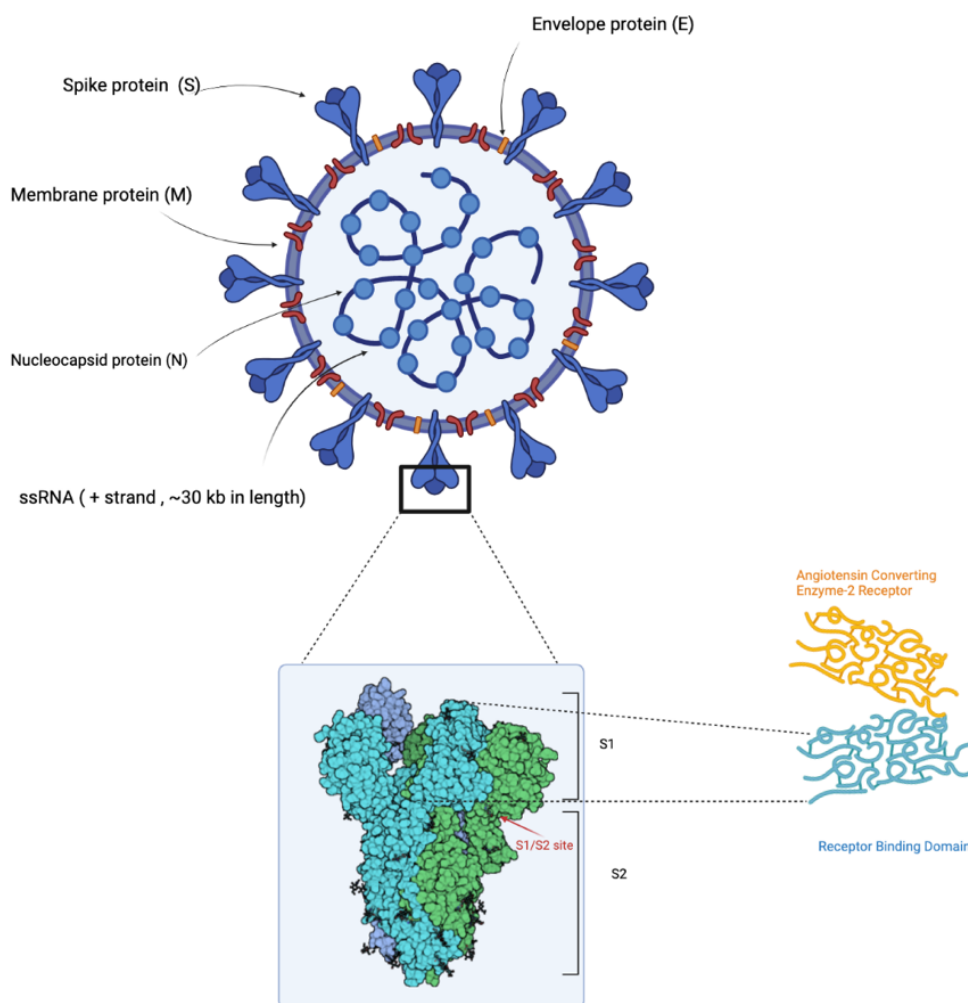 Envelope protein (E)
Spike protein (S)
Membrane protein (M)
Nucleocapsid protein (N)
ssRNA ( + strand , ~30 kb in length)
Angiotensin Converting
Enzyme-2 Receptor
S1
S1/S2 site
S2
Receptor Binding Domain